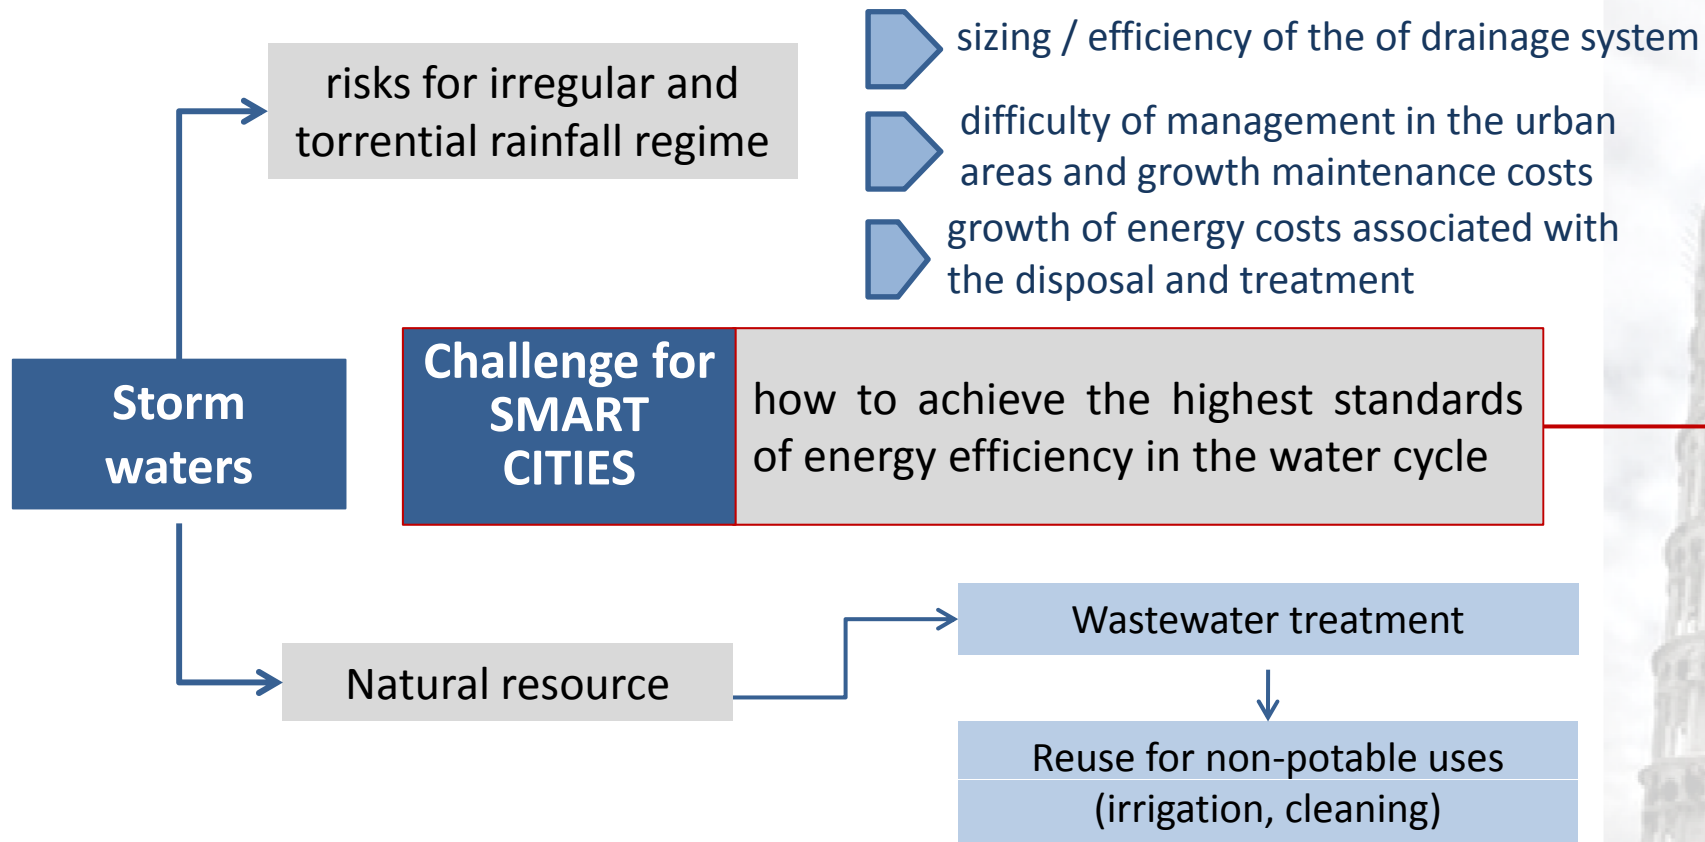 sizing / efficiency of the of drainage system
risks for irregular and
torrential rainfall regime
difficulty of management in the urban
areas and growth maintenance costs
growth of energy costs associated with
the disposal and treatment
Storm
waters
Challenge for
SMART
CITIES
how to achieve the highest standards
of energy efficiency in the water cycle
Natural resource
Wastewater treatment
Reuse for non-potable uses
(irrigation, cleaning)